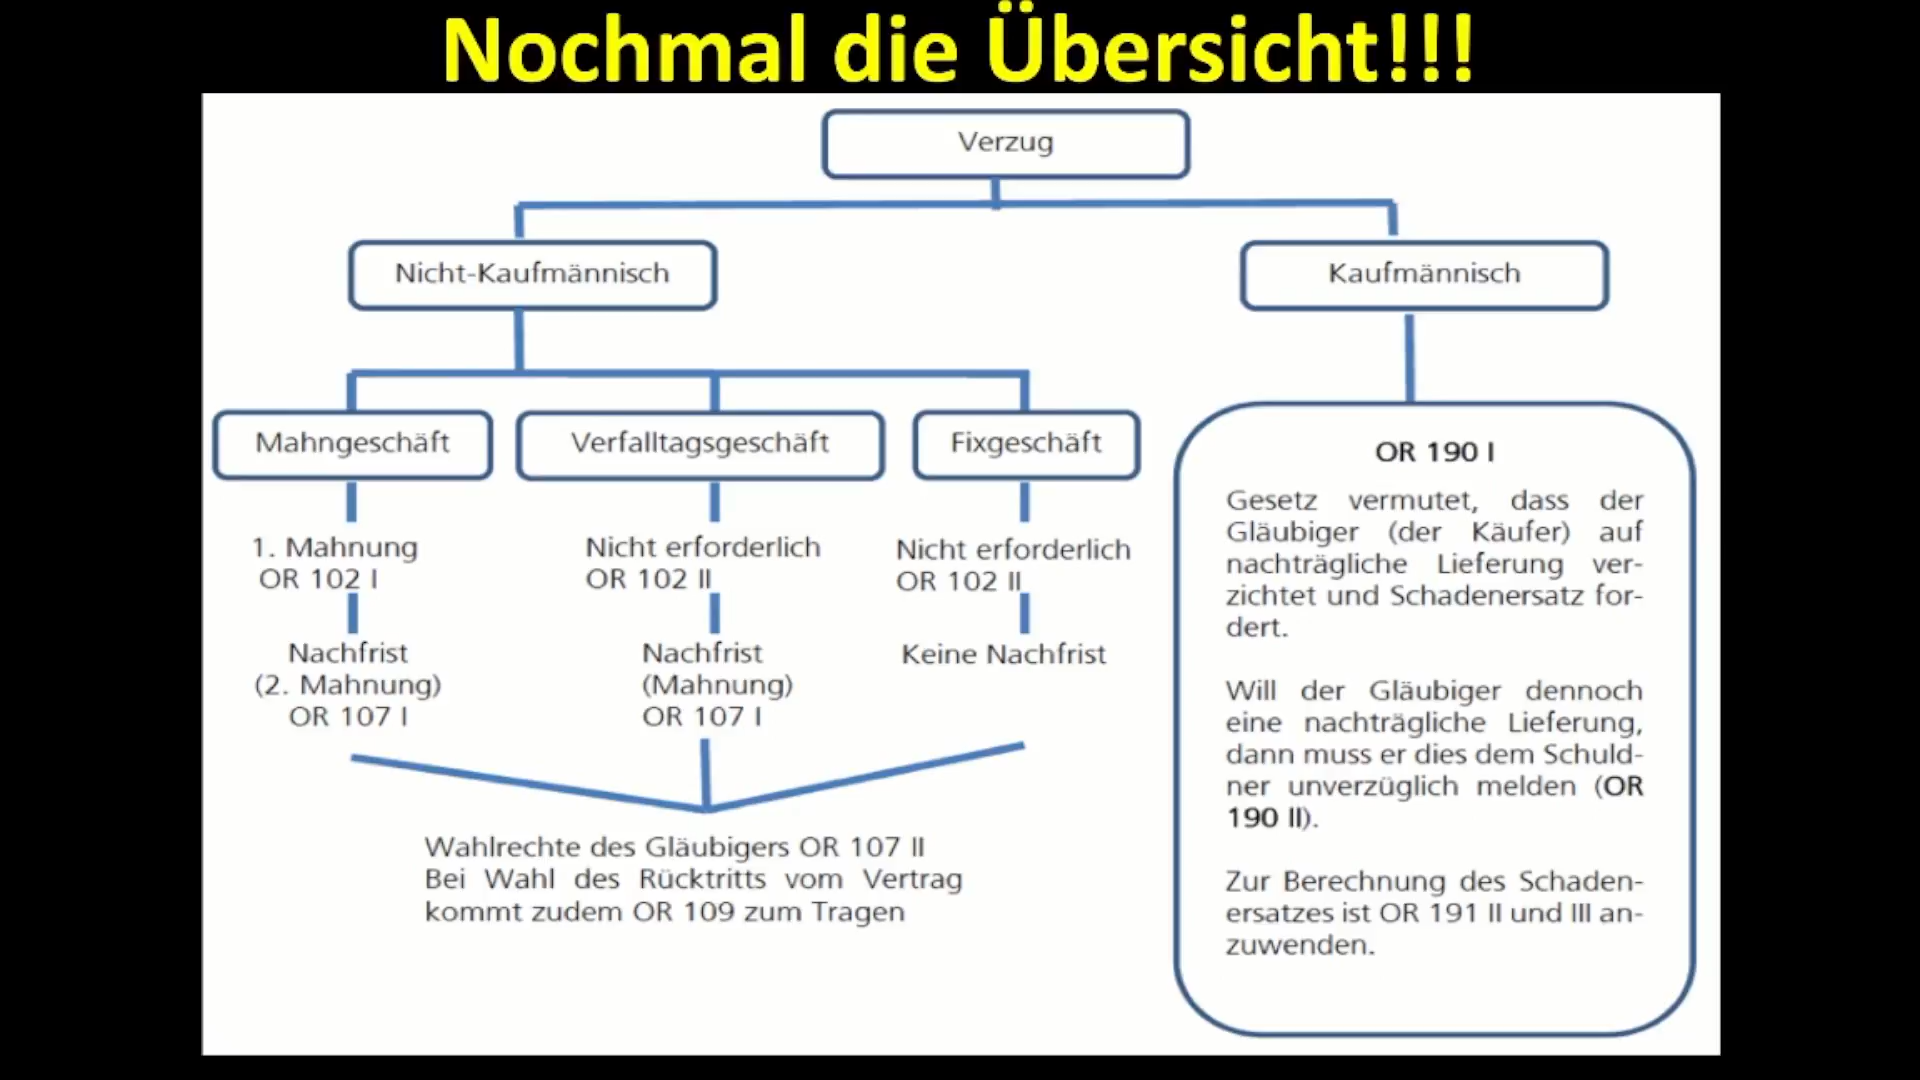 Nochmal die Übersicht!!!
Verzug
Nicht-Kaufmännisch
Kaufmännisch
Mahngeschäft
Verfalltagsgeschäft
Fixgeschäft
1. Mahnung
OR 102 I
Nicht erforderlich
OR 102 II
Nicht erforderlich
OR 102 II
Nachfrist
(2. Mahnung)
OR 107 I
Nachfrist
(Mahnung)
OR 107 I
Keine Nachfrist
Wahlrechte des Gläubigers OR 107 II
Bei Wahl des Rücktritts vom Vertrag
kommt zudem OR 109 zum Tragen
OR 190 I
Gesetz vermutet, dass der
Gläubiger (der Käufer) auf
nachträgliche Lieferung ver-
zichtet und Schadenersatz for-
dert.
Will der Gläubiger dennoch
eine nachträgliche Lieferung,
dann muss er dies dem Schuld-
ner unverzüglich melden (OR
190 II).
Zur Berechnung des Schaden-
ersatzes ist OR 191 II und III an-
zuwenden.